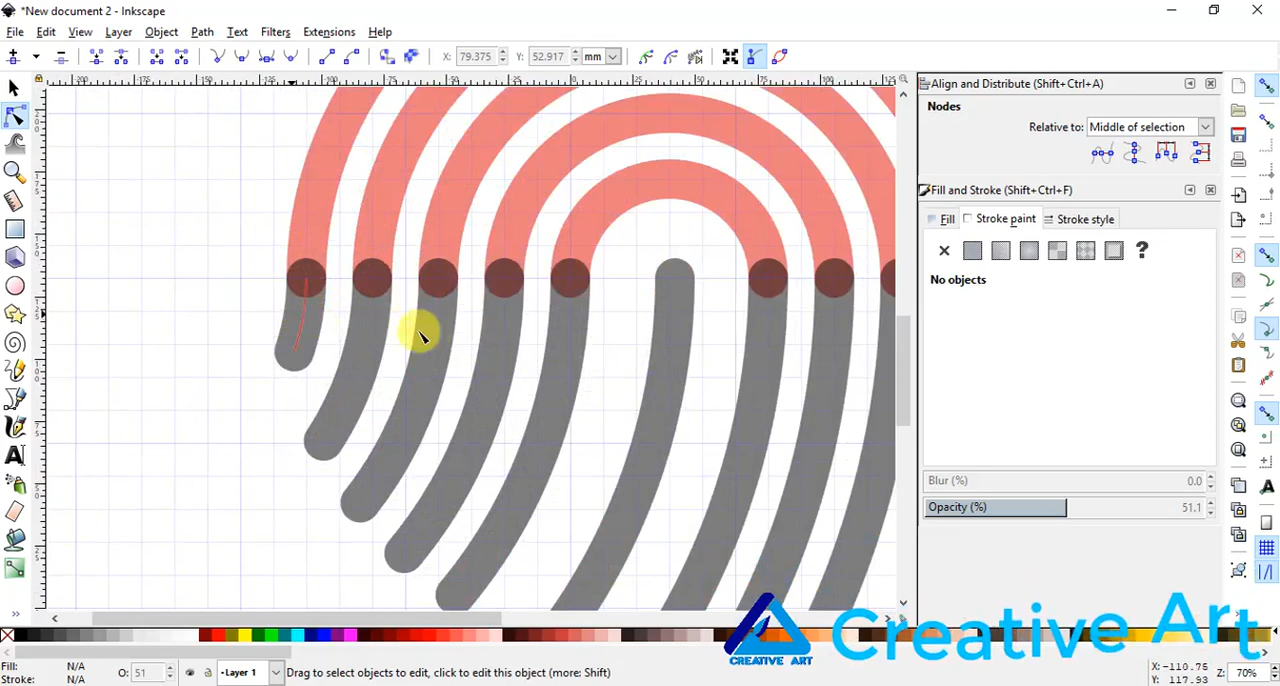 *New document 2 - Inkscape
File Edit View Layer Object Path Text Filters Extensions Help
X: 79.375 Y: 52.917 mm
Align and Distribute (Shift+Ctrl+A)
Nodes
Relative to: Middle of selection
Fill and Stroke (Shift+Ctrl+F)
Fill Stroke paint Stroke style
No objects
Blur (%) 0.0
Opacity (%) 51.1
Creative Art
CREATIVE ART
Fill: N/A
Stroke: N/A
O: 51
Layer 1
Drag to select objects to edit, click to edit this object (more: Shift)
X: -110.75
Y: 117.93
Z: 70%